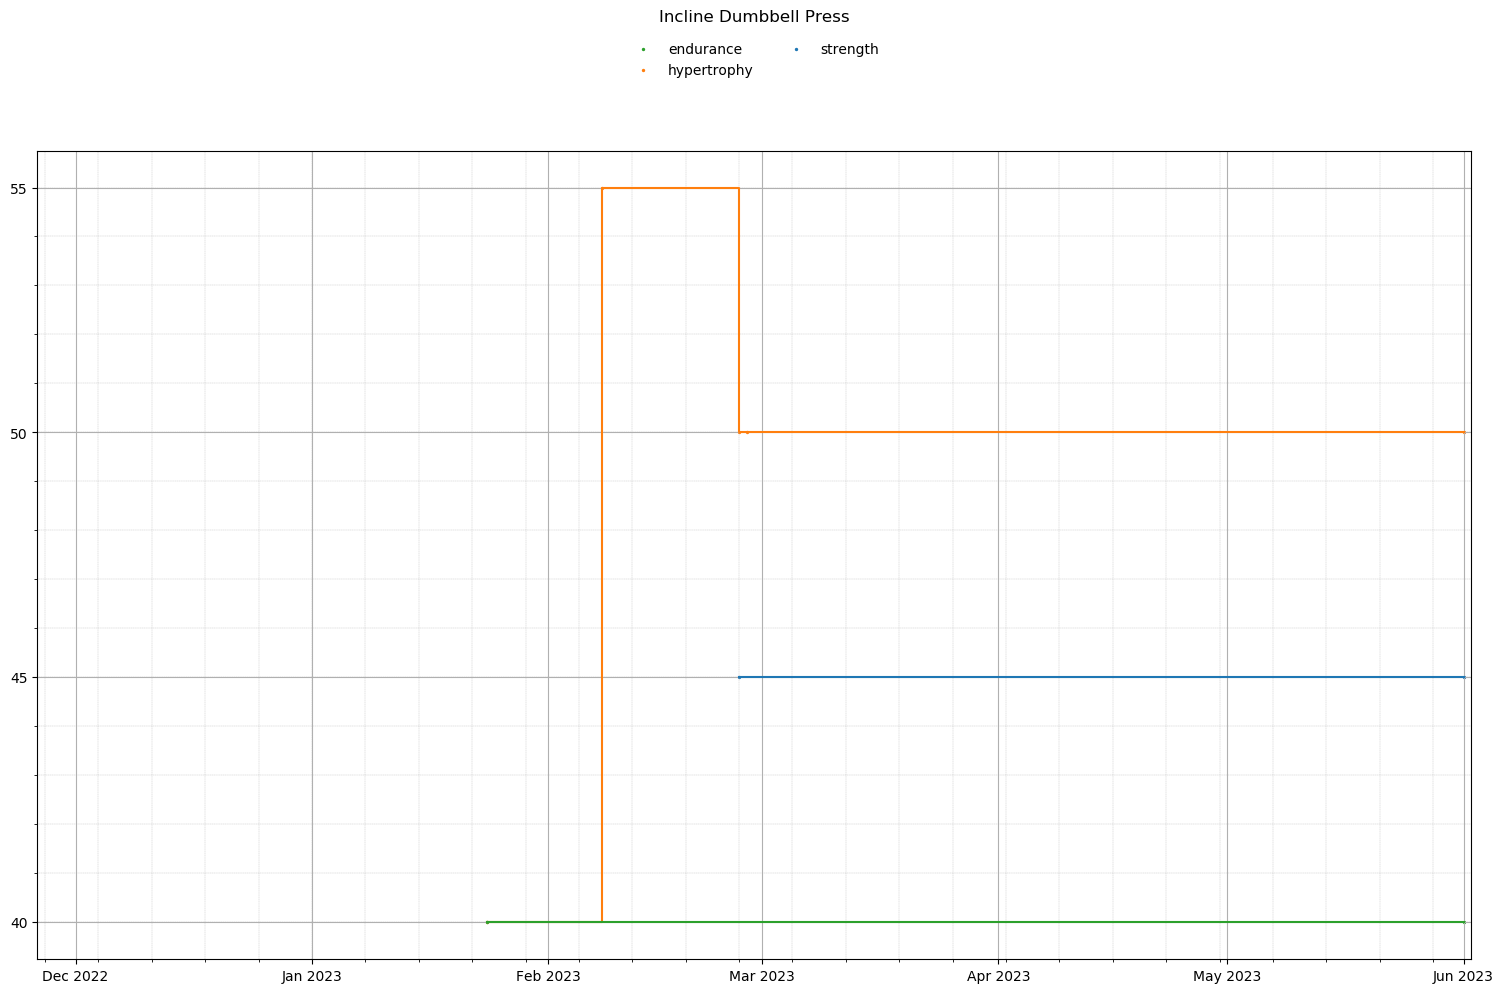 Incline Dumbbell Press
endurance
hypertrophy
strength
55
50
45
40
Dec 2022
Jan 2023
Feb 2023
Mar 2023
Apr 2023
May 2023
Jun 2023